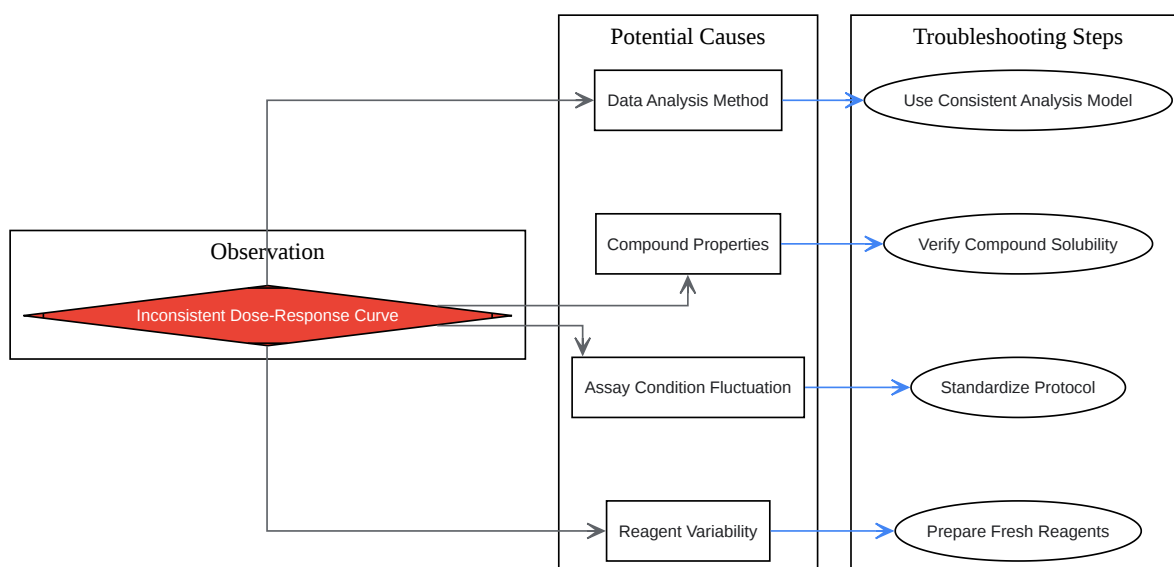 Observation
Inconsistent Dose-Response Curve
Potential Causes
Data Analysis Method
Compound Properties
Assay Condition Fluctuation
Reagent Variability
Troubleshooting Steps
Use Consistent Analysis Model
Verify Compound Solubility
Standardize Protocol
Prepare Fresh Reagents